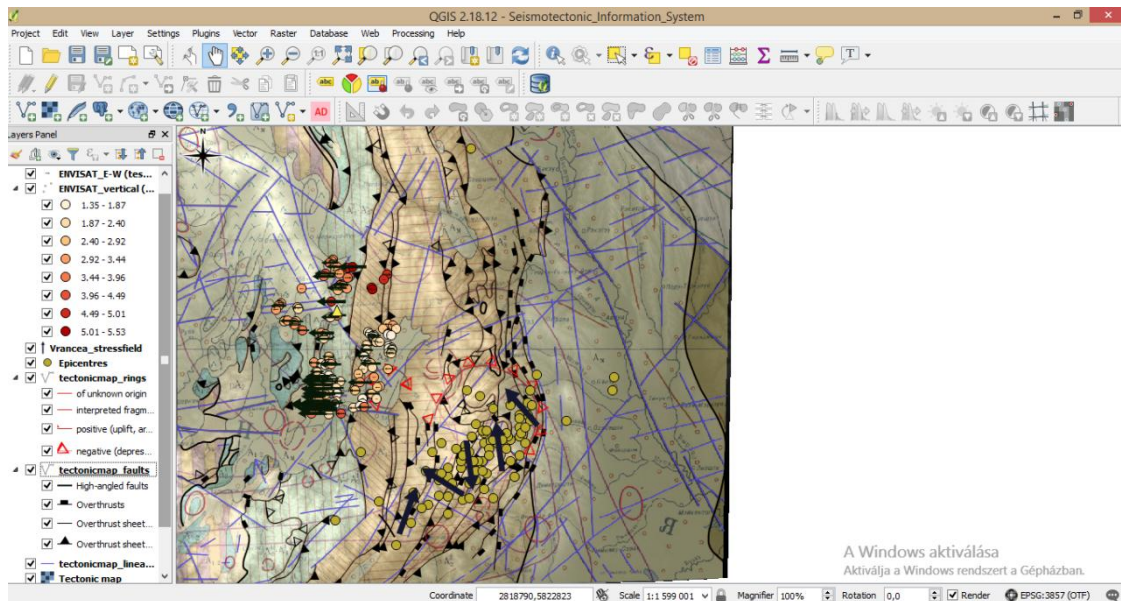 QGIS 2.18.12 - Seismotectonic_Information_System
Project Edit View Layer Settings Plugins Vector Raster Database Web Processing Help
Layers Panel
ENVISAT_E-W (tes...
ENVISAT_vertical (...
1.35 - 1.87
1.87 - 2.40
2.40 - 2.92
2.92 - 3.44
3.44 - 3.96
3.96 - 4.49
4.49 - 5.01
5.01 - 5.53
Vrancea_stressfield
Epicentres
tectonicmap_rings
of unknown origin
interpreted fragm...
positive (uplift, ar...
negative (depres...
tectonicmap_faults
High-angled faults
Overthrusts
Overthrust sheet...
Overthrust sheet...
tectonicmap_linea...
Tectonic map
N
A Windows aktiválása
Aktiválja a Windows rendszert a Gépházban.
Coordinate 2818790,5822823 Scale 1:1 599 001 Magnifier 100% Rotation 0,0 Render EPSG:3857 (OTF)